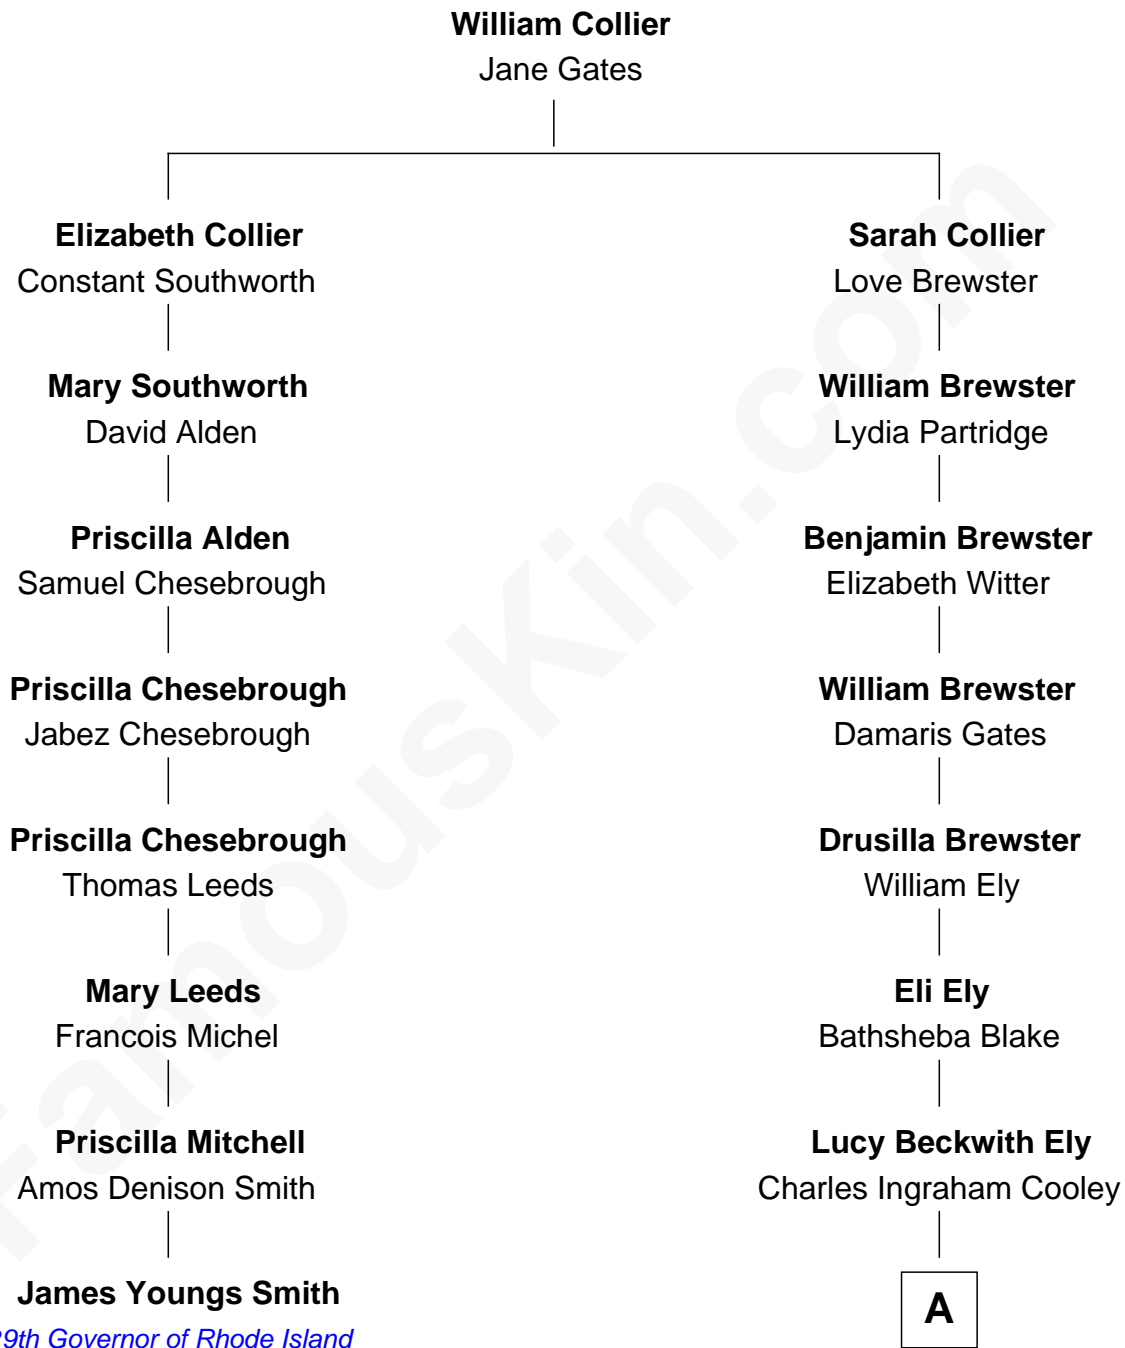 William Collier
Jane Gates
Elizabeth Collier
Constant Southworth
Mary Southworth
David Alden
Priscilla Alden
Samuel Chesebrough
Priscilla Chesebrough
Jabez Chesebrough
Priscilla Chesebrough
Thomas Leeds
Mary Leeds
Francois Michel
Priscilla Mitchell
Amos Denison Smith
James Youngs Smith
9th Governor of Rhode Island
Sarah Collier
Love Brewster
William Brewster
Lydia Partridge
Benjamin Brewster
Elizabeth Witter
William Brewster
Damaris Gates
Drusilla Brewster
William Ely
Eli Ely
Bathsheba Blake
Lucy Beckwith Ely
Charles Ingraham Cooley
A
FamousKin.com